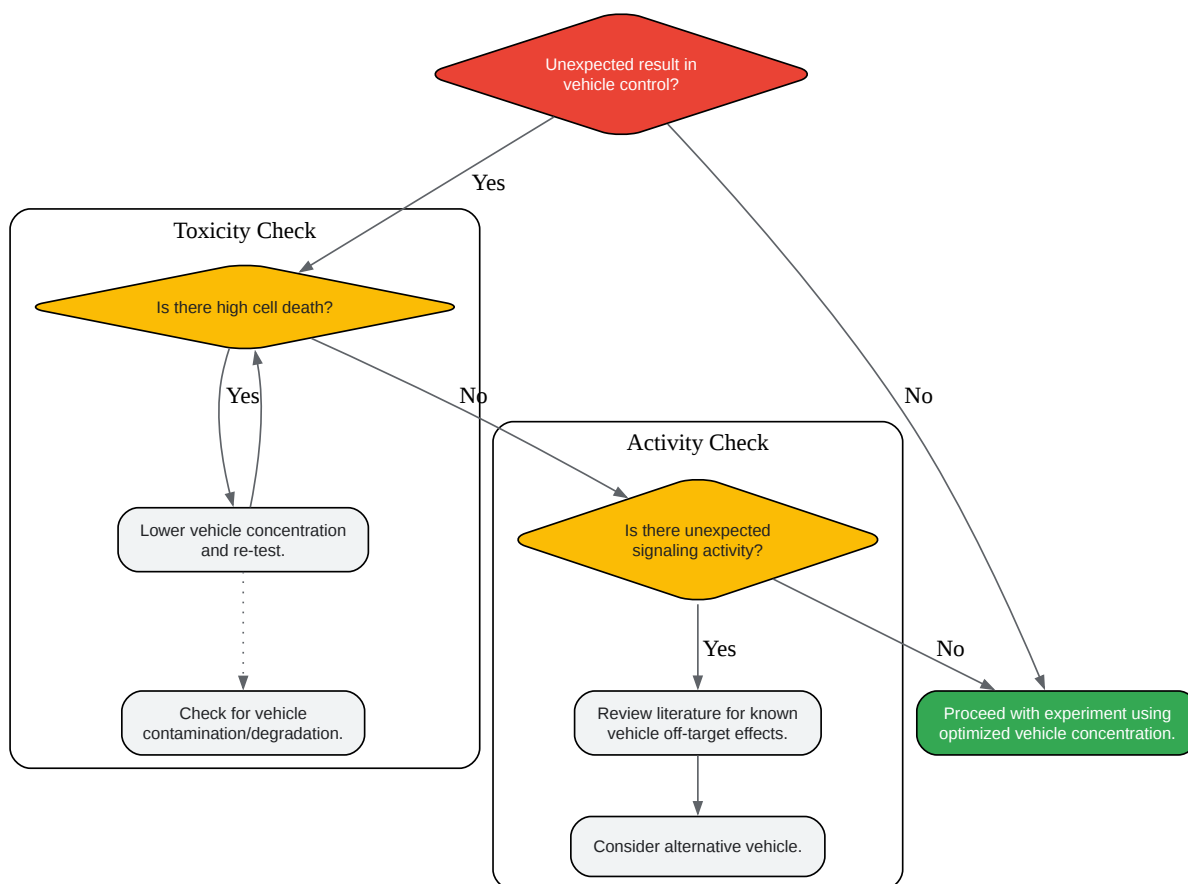 Unexpected result in
vehicle control?
Yes
Toxicity Check
Is there high cell death?
Yes
No
No
Activity Check
Lower vehicle concentration
and re-test.
Is there unexpected
signaling activity?
Yes
No
Check for vehicle
contamination/degradation.
Review literature for known
vehicle off-target effects.
Proceed with experiment using
optimized vehicle concentration.
Consider alternative vehicle.